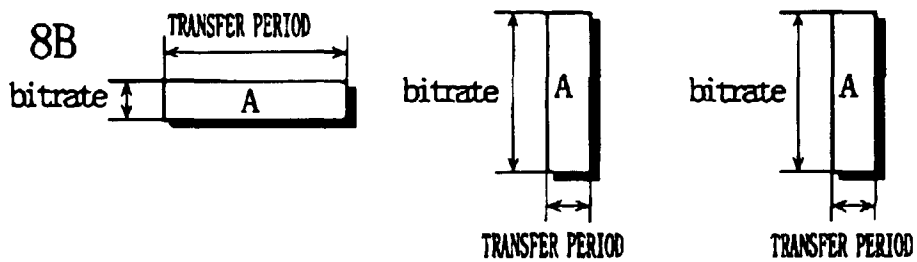 8B
TRANSFER PERIOD
bitrate
A
bitrate
A
TRANSFER PERIOD
bitrate
A
TRANSFER PERIOD